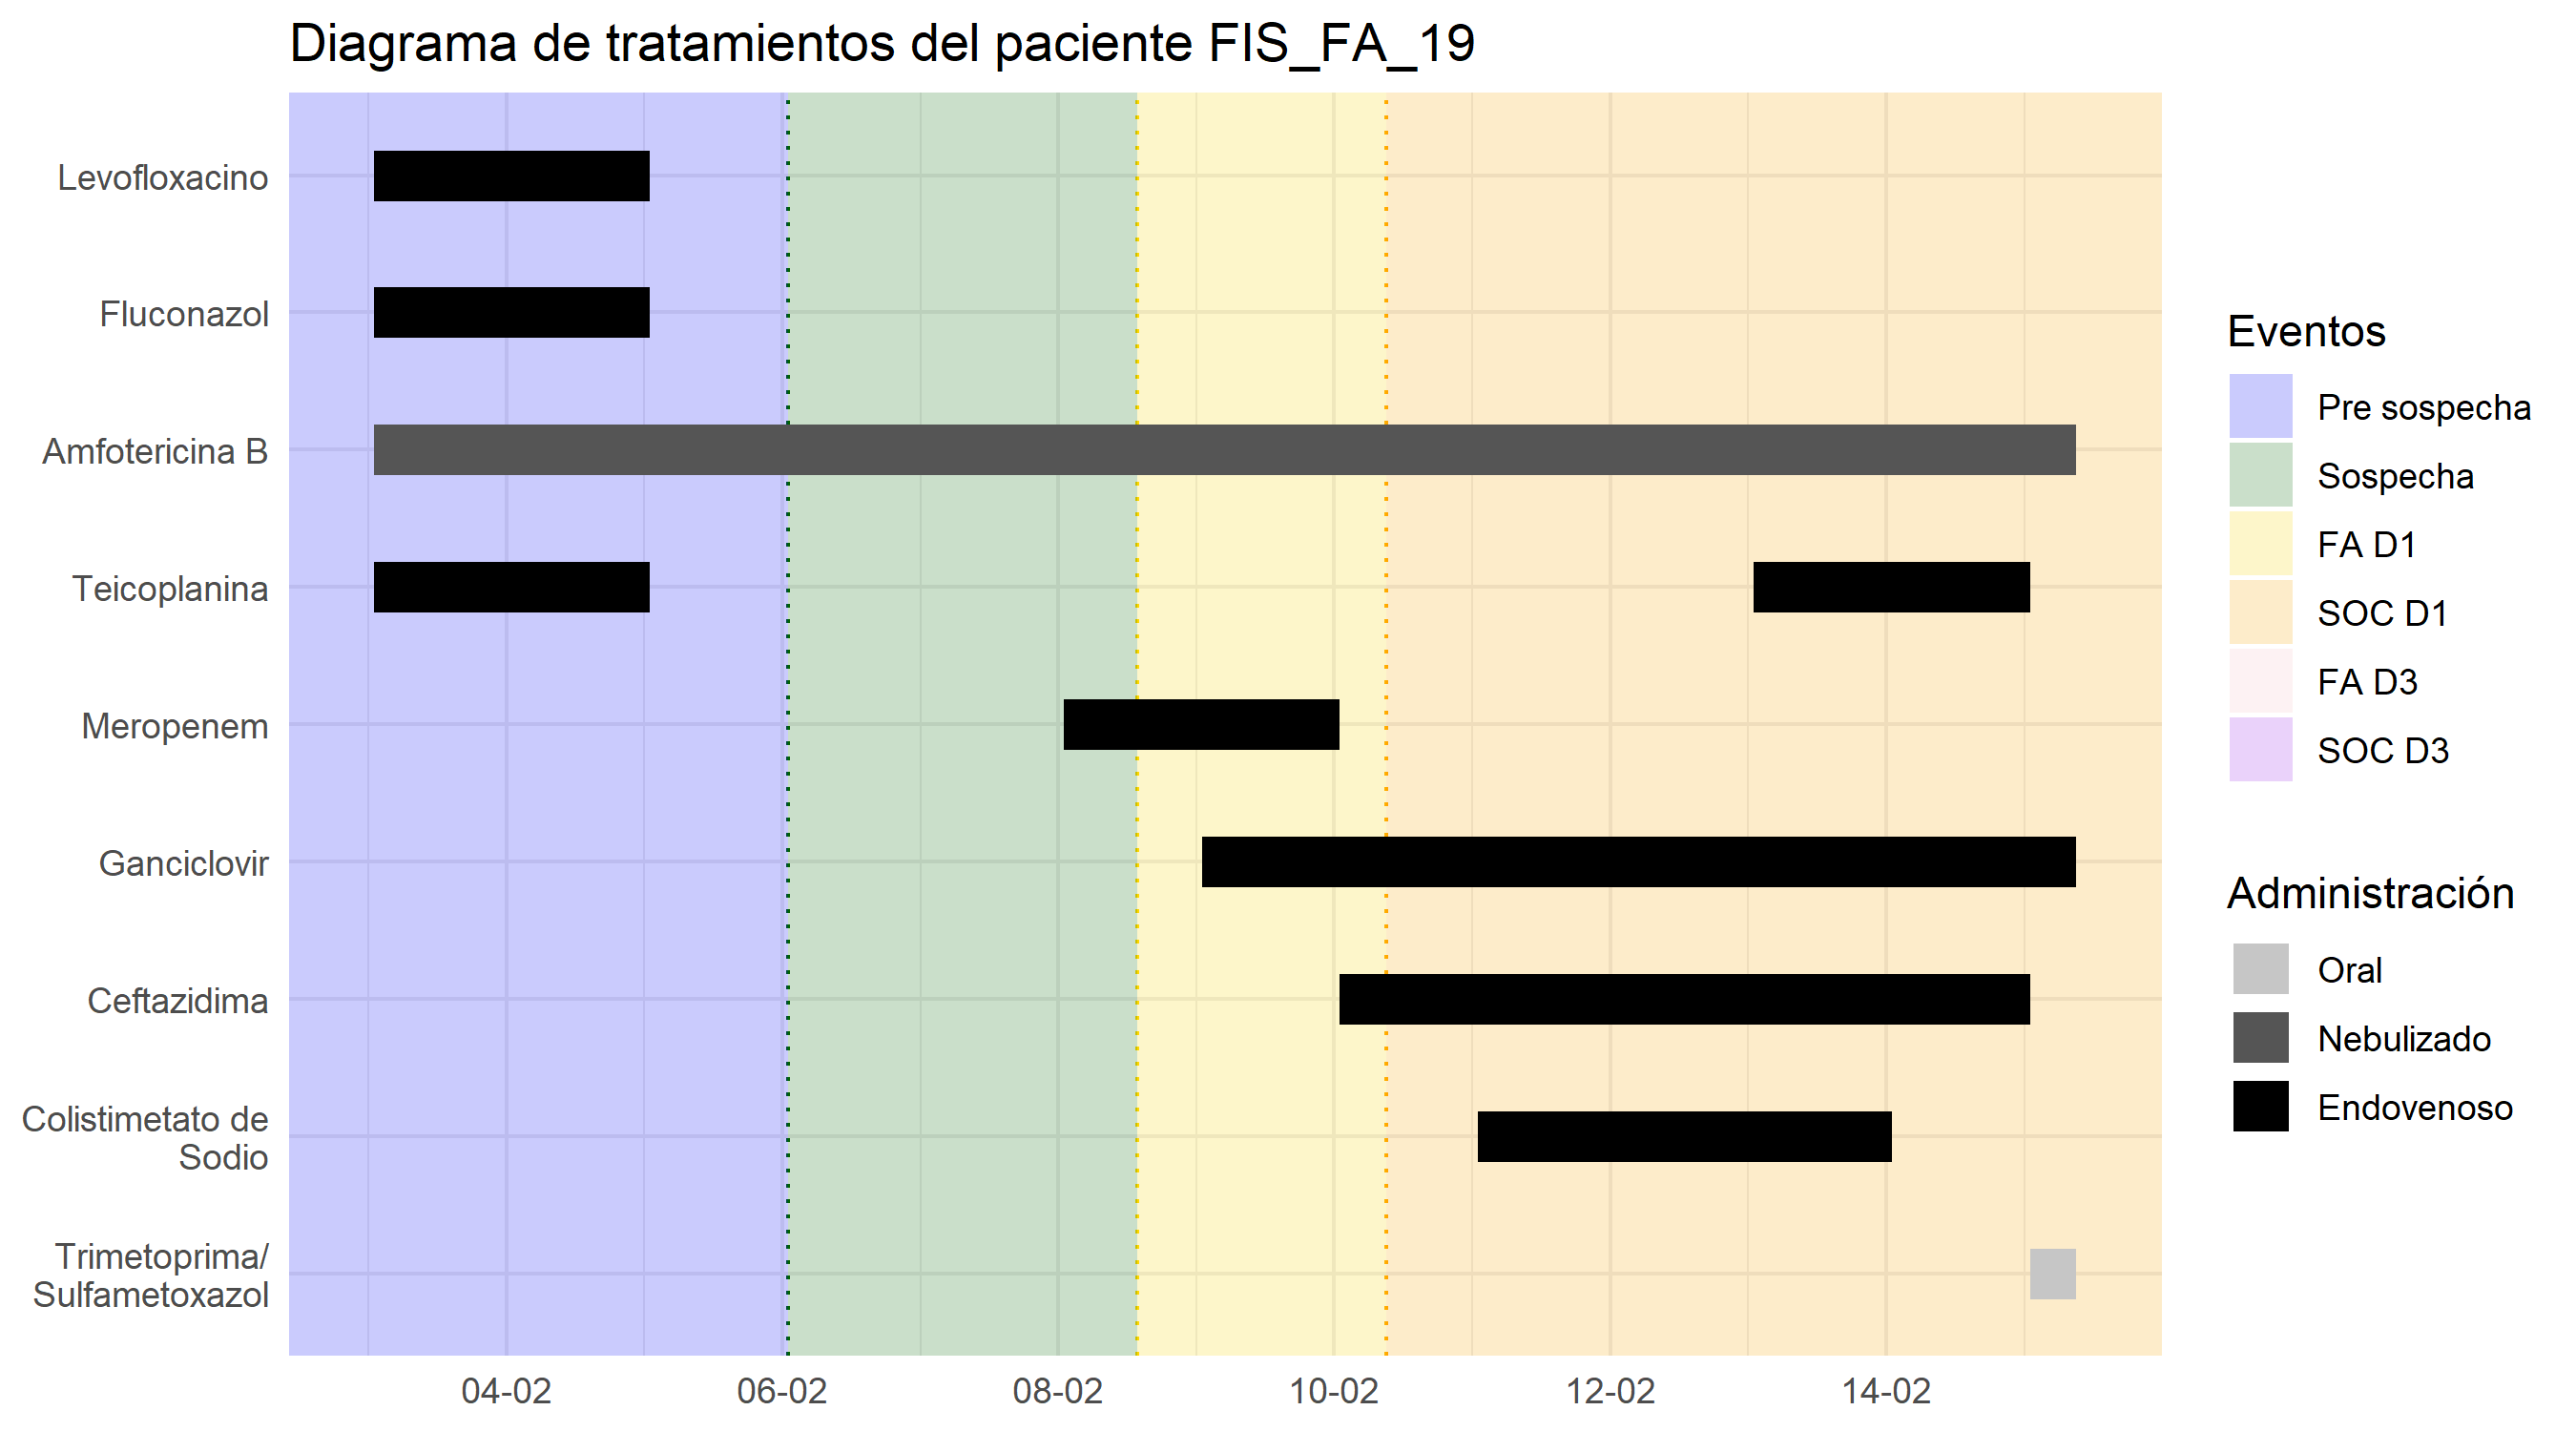 Diagrama de tratamientos del paciente FIS_FA_19
Levofloxacino
Fluconazol
Amfotericina B
Teicoplanina
Meropenem
Ganciclovir
Ceftazidima
Colistimetato de
Sodio
Trimetoprima/
Sulfametoxazol
04-02
06-02
08-02
10-02
12-02
14-02
Eventos
Pre sospecha
Sospecha
FA D1
SOC D1
FA D3
SOC D3
Administración
Oral
Nebulizado
Endovenoso